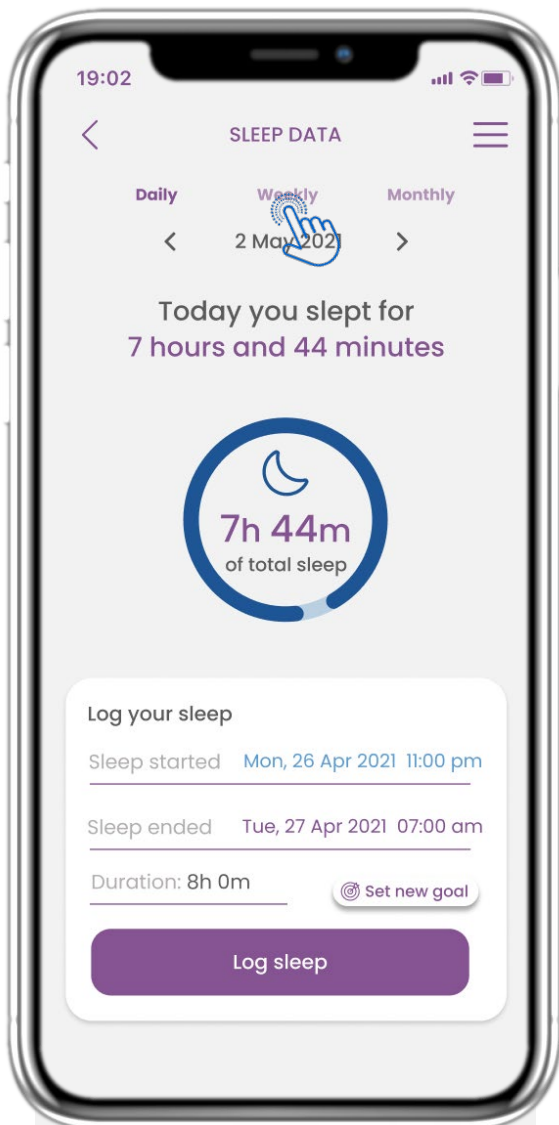 19:02
SLEEP DATA
Daily Weekly Monthly
2 May 2021
Today you slept for
7 hours and 44 minutes
7h 44m
of total sleep
Log your sleep
Sleep started Mon, 26 Apr 2021 11:00 pm
Sleep ended Tue, 27 Apr 2021 07:00 am
Duration: 8h 0m
Set new goal
Log sleep